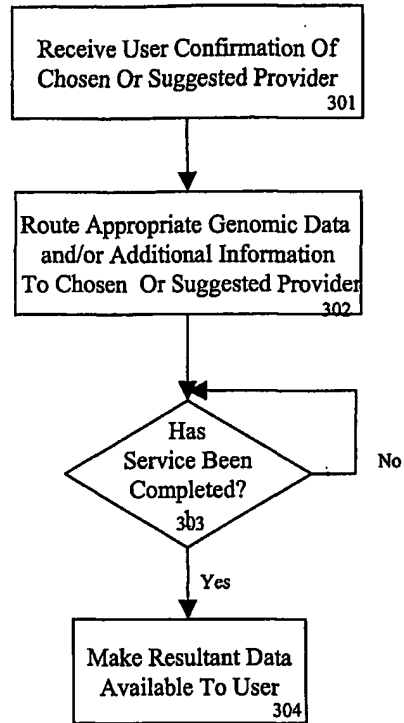 Receive User Confirmation Of
Chosen Or Suggested Provider
301
Route Appropriate Genomic Data
and/or Additional Information
To Chosen Or Suggested Provider
302
Has
Service Been
Completed?
303
No
Yes
Make Resultant Data
Available To User
304